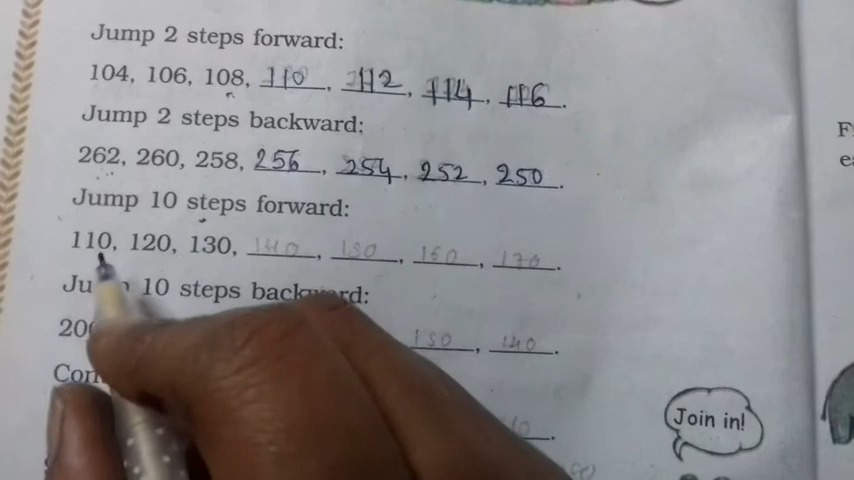 Jump 2 steps forward:
104, 106, 108, 110, 112, 114, 116.
Jump 2 steps backward:
262, 260, 258, 256, 254, 252, 250.
Jump 10 steps forward:
110, 120, 130, 140, 150, 160, 170.
10 steps backward:
150, 140.
Join in!